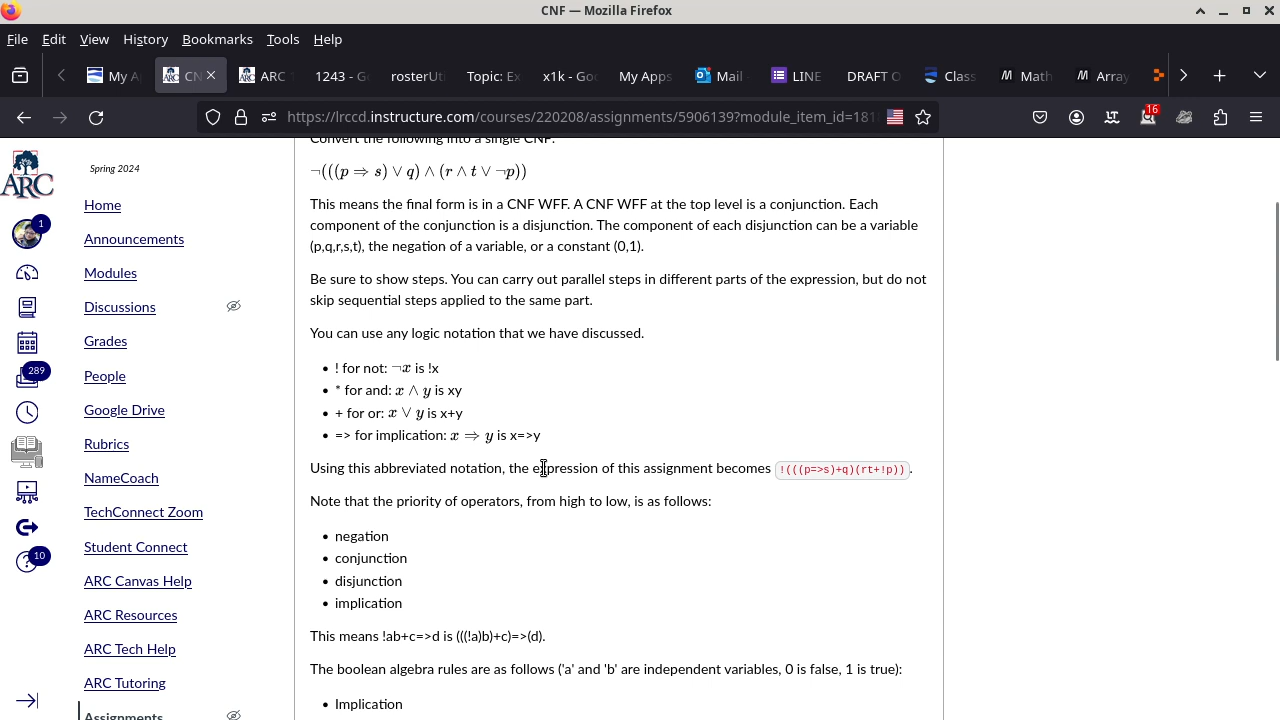 CNF — Mozilla Firefox
File Edit View History Bookmarks Tools Help
My A CN ARC 1243 - Go rosterUti Topic: Ex x1k - Goo My Apps Mail - LINE DRAFT O Class Math Array
https://lrccd.instructure.com/courses/220208/assignments/5906139?module_item_id=181 16
ARC
Spring 2024
1
289
10
Home
Announcements
Modules
Discussions
Grades
People
Google Drive
Rubrics
NameCoach
TechConnect Zoom
Student Connect
ARC Canvas Help
ARC Resources
ARC Tech Help
ARC Tutoring
Assignments
Convert the following into a single CNF:
¬(((p ⇒ s) ∨ q) ∧ (r ∧ t ∨ ¬p))
This means the final form is in a CNF WFF. A CNF WFF at the top level is a conjunction. Each
component of the conjunction is a disjunction. The component of each disjunction can be a variable
(p,q,r,s,t), the negation of a variable, or a constant (0,1).
Be sure to show steps. You can carry out parallel steps in different parts of the expression, but do not
skip sequential steps applied to the same part.
You can use any logic notation that we have discussed.
• ! for not: ¬x is !x
• * for and: x ∧ y is xy
• + for or: x ∨ y is x+y
• => for implication: x ⇒ y is x=>y
Using this abbreviated notation, the expression of this assignment becomes !(((p=>s)+q)(rt+!p)).
Note that the priority of operators, from high to low, is as follows:
• negation
• conjunction
• disjunction
• implication
This means !ab+c=>d is (((!a)b)+c)=>(d).
The boolean algebra rules are as follows ('a' and 'b' are independent variables, 0 is false, 1 is true):
• Implication